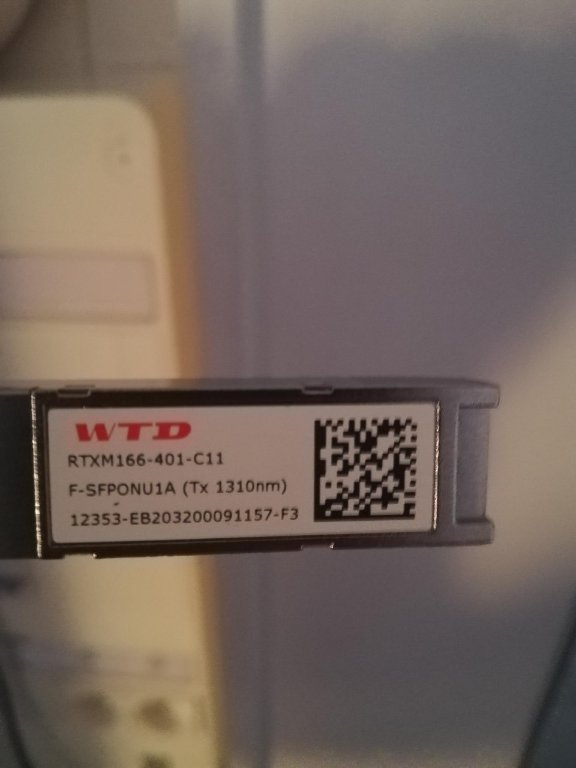 WTD
RTXM166-401-C11
F-SFPONU1A (Tx 1310nm)
12353-EB203200091157-F3